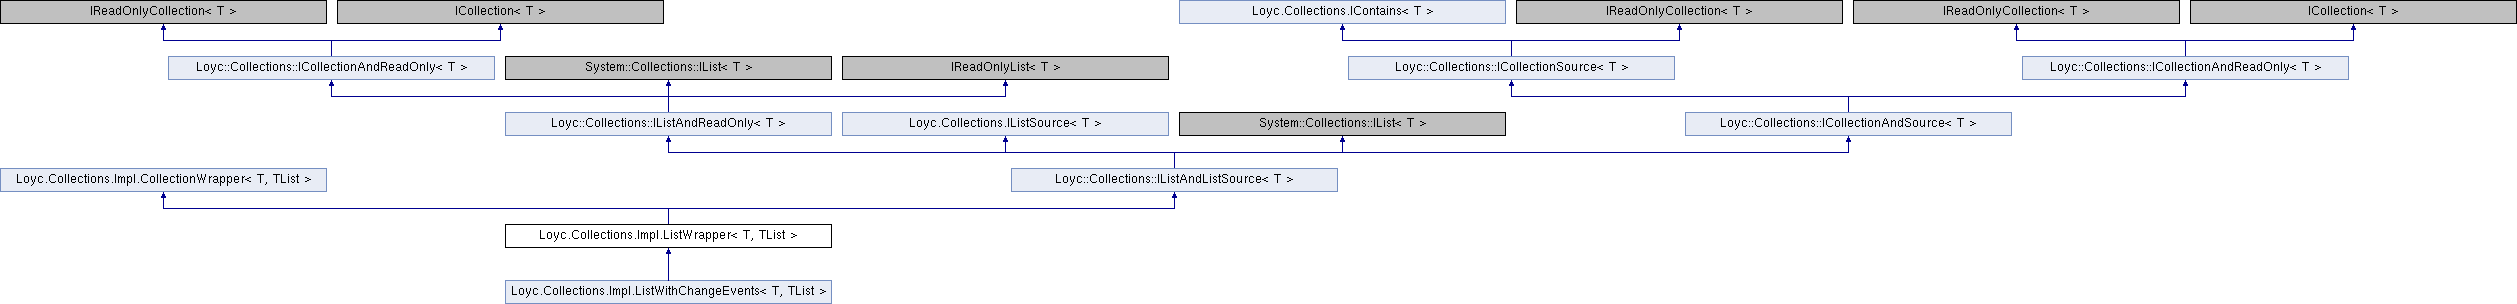 IReadOnlyCollection< T >
ICollection< T >
Loyc.Collections.IContains< T >
IReadOnlyCollection< T >
IReadOnlyCollection< T >
ICollection< T >
Loyc::Collections::ICollectionAndReadOnly< T >
System::Collections::IList< T >
IReadOnlyList< T >
Loyc::Collections::ICollectionSource< T >
Loyc::Collections::ICollectionAndReadOnly< T >
Loyc::Collections::IListAndReadOnly< T >
Loyc.Collections.IListSource< T >
System::Collections::IList< T >
Loyc::Collections::ICollectionAndSource< T >
Loyc.Collections.Impl.CollectionWrapper< T, TList >
Loyc::Collections::IListAndListSource< T >
Loyc.Collections.Impl.ListWrapper< T, TList >
Loyc.Collections.Impl.ListWithChangeEvents< T, TList >